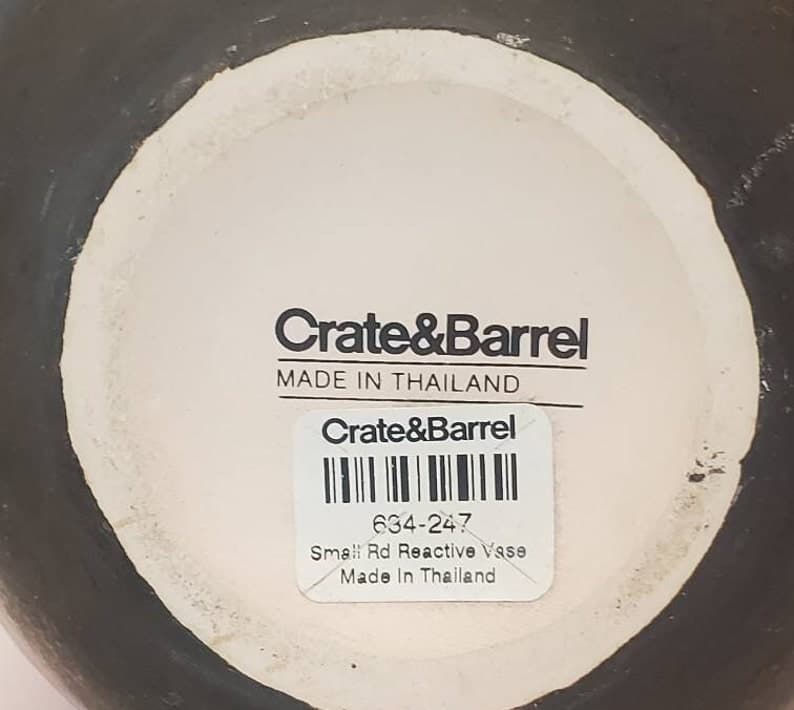 Crate&Barrel
MADE IN THAILAND
Crate&Barrel
634-247
Small Rd Reactive Vase
Made In Thailand